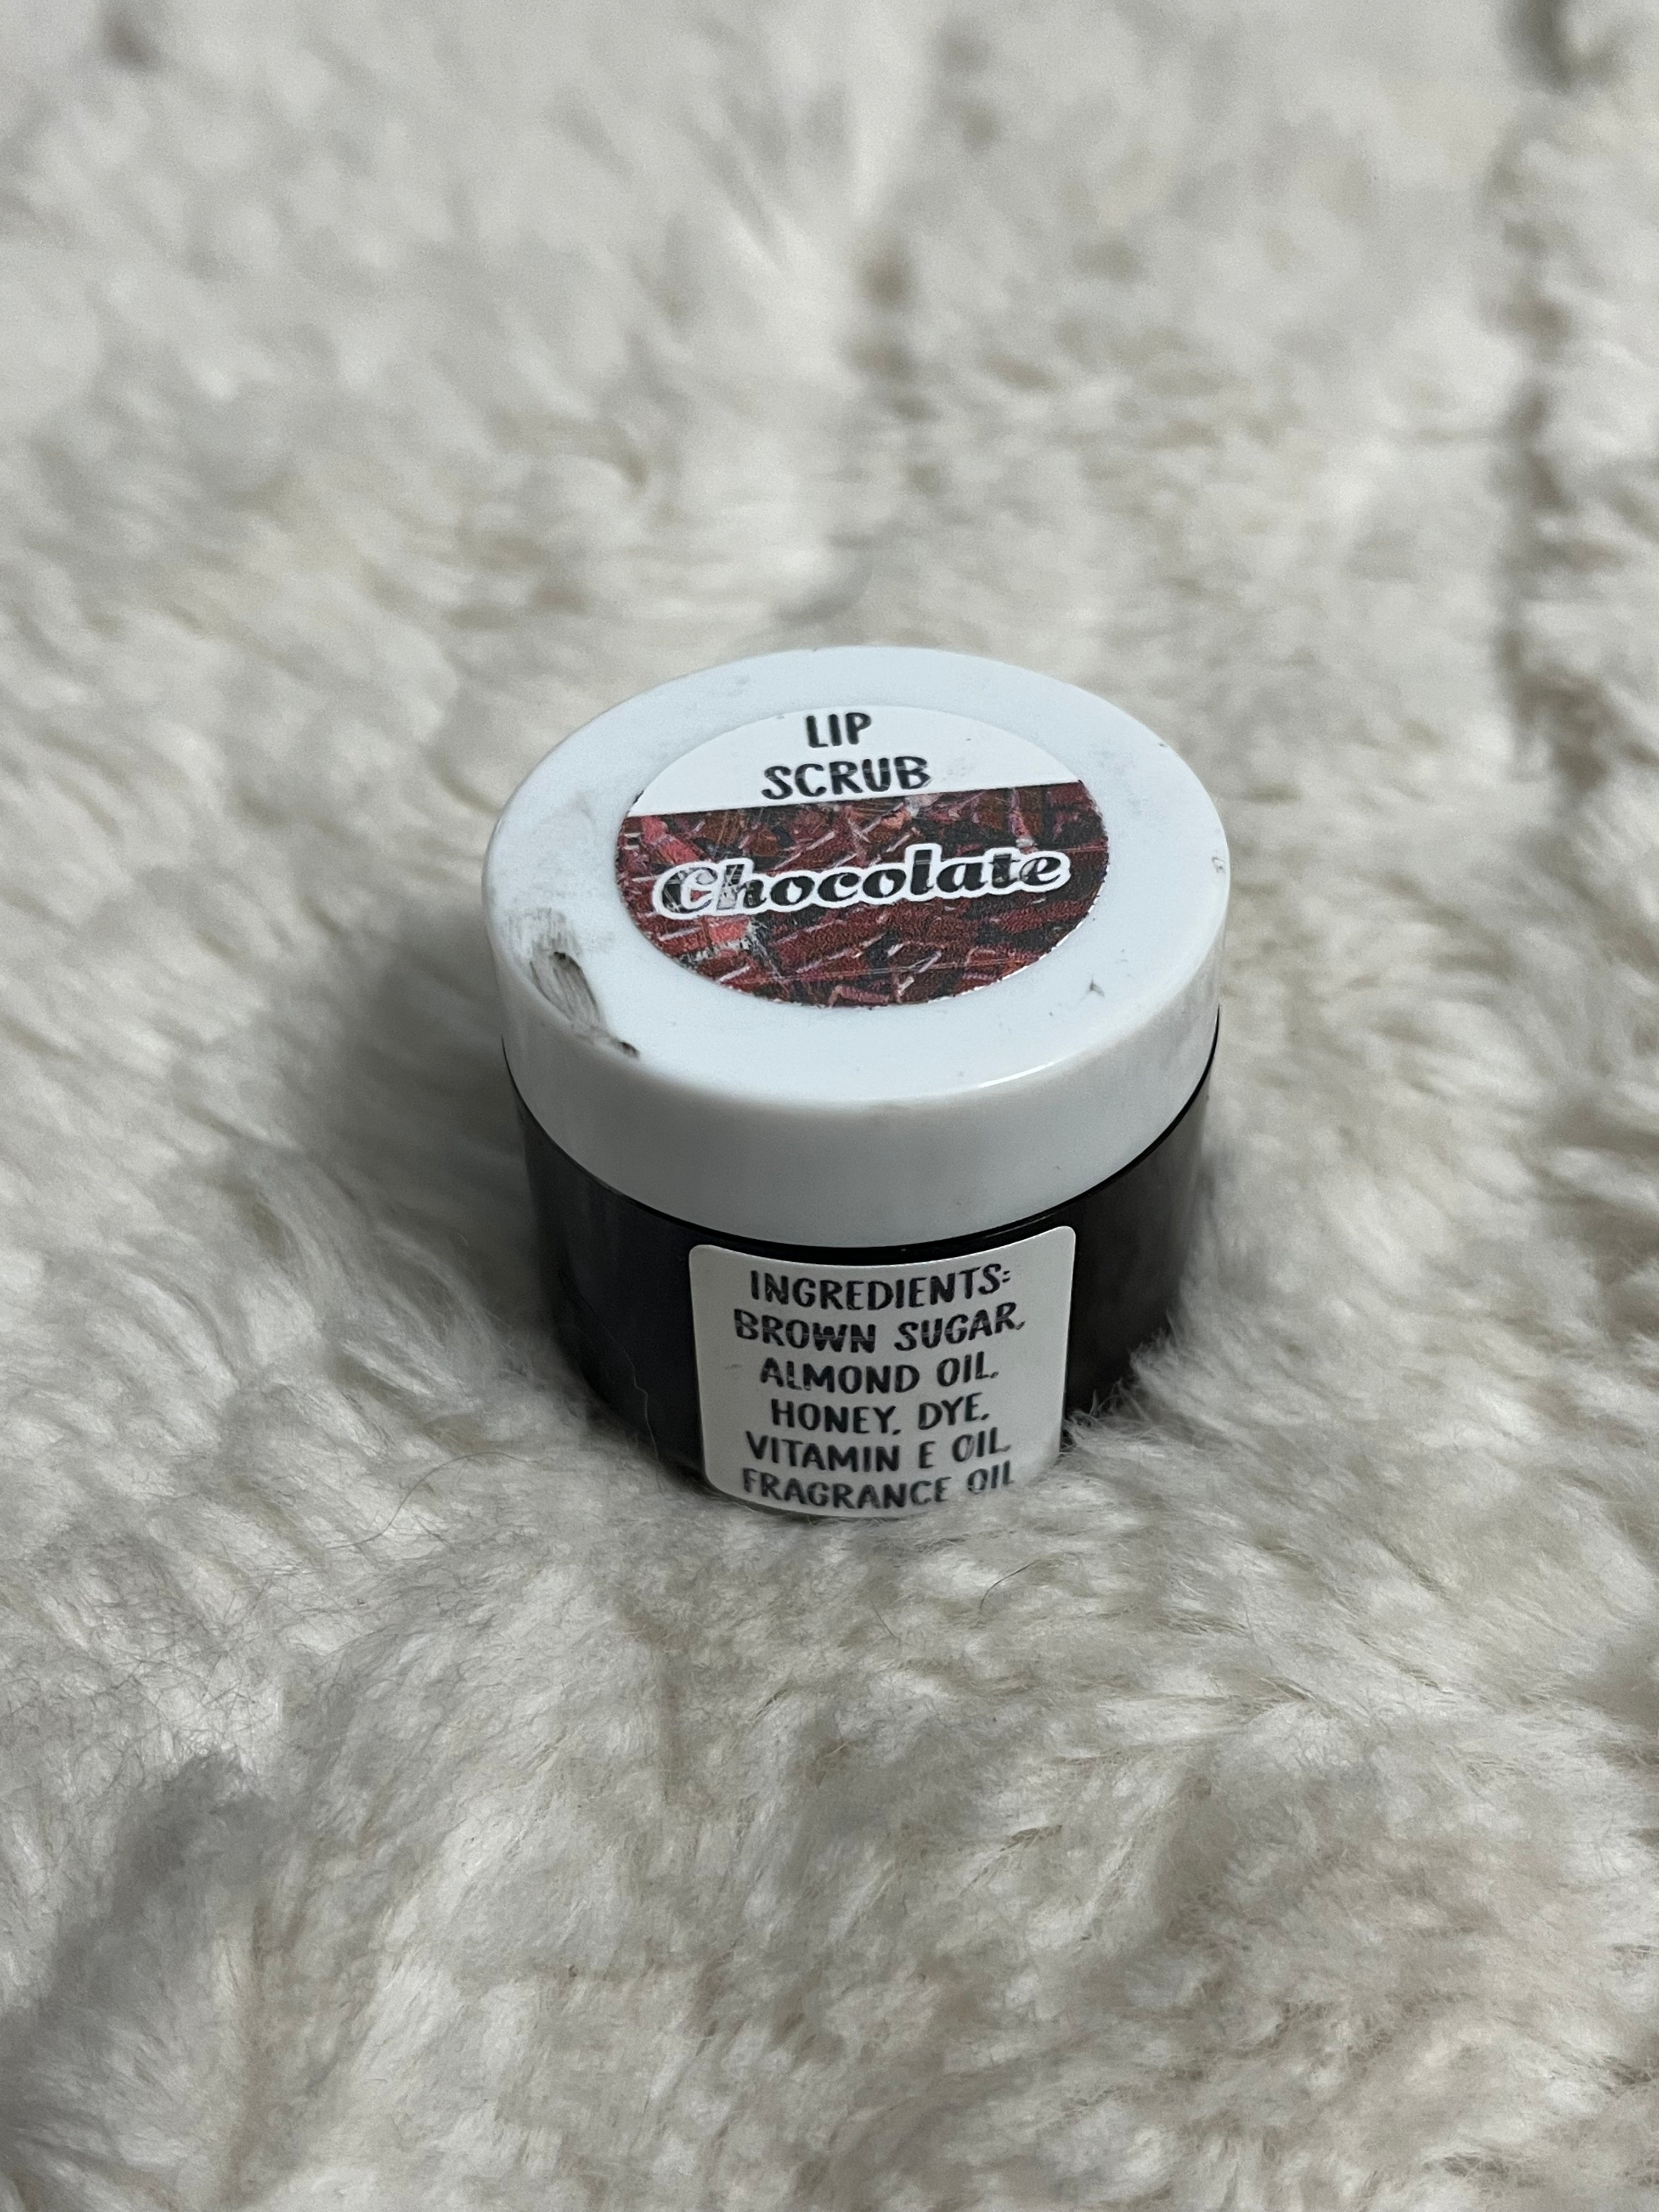 LIP
SCRUB
Chocolate
INGREDIENTS:
BROWN SUGAR,
ALMOND OIL,
HONEY, DYE,
VITAMIN E OIL,
FRAGRANCE OIL